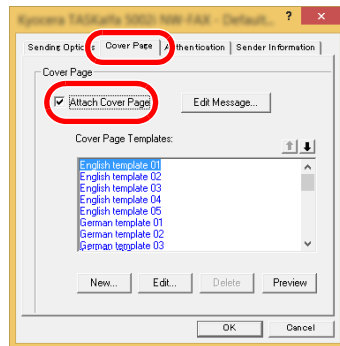 Kyocera TASKalfa 5002i NW-FAX - Default... ?
Sending Options Cover Page Authentication Sender Information
Cover Page
Attach Cover Page Edit Message...
Cover Page Templates:
English template 01
English template 02
English template 03
English template 04
English template 05
German template 01
German template 02
German template 03
New... Edit... Delete Preview
OK Cancel